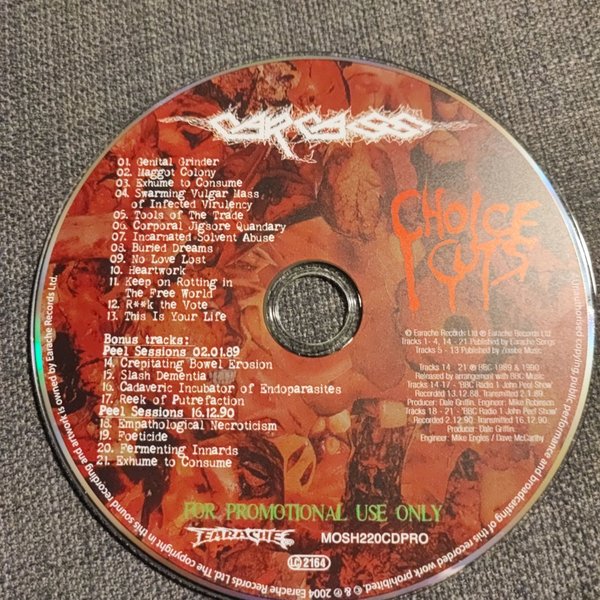 CARCASS
01. Genital Grinder
02. Maggot Colony
03. Exhume to Consume
04. Swarming Vulgar Mass
of Infected Virulency
05. Tools of The Trade
06. Corporal Jigsore Quandary
07. Incarnated Solvent Abuse
08. Buried Dreams
09. No Love Lost
10. Heartwork
11. Keep on Rotting in
The Free World
12. R**k the Vote
13. This Is Your Life
Bonus tracks:
Peel Sessions 02.01.89
14. Crepitating Bowel Erosion
15. Slash Dementia
16. Cadaveric Incubator of Endoparasites
17. Reek of Putrefaction
Peel Sessions 16.12.90
18. Empathological Necroticism
19. Foeticide
20. Fermenting Innards
21. Exhume to Consume
CHOICE
CUTS
© Earache Records Ltd ℗ Earache Records Ltd
Tracks 1- 4, 14 - 21 Published by Earache Songs
Tracks 5 - 13 Published by Zomba Music
Tracks 14 - 21 ℗ BBC 1989 & 1990
Released by arrangement with BBC Music
Tracks 14-17 - BBC Radio 1 John Peel Show
Recorded 13.12.88, Transmitted 2.1.89.
Producer: Dale Griffin, Engineer: Mike Robinson
Tracks 18 - 21 - BBC Radio 1 John Peel Show
Recorded 2.12.90, Transmitted 16.12.90
Producer: Dale Griffin
Engineer: Mike Engles / Dave McCarthy
FOR PROMOTIONAL USE ONLY
EARACHE
MOSH220CDPRO
LC 2164
℗ & © 2004 Earache Records Ltd. The copyright in this sound recording and artwork is owned by Earache Records Ltd.
Unauthorised copying, public performance and broadcasting of this recorded work prohibited.